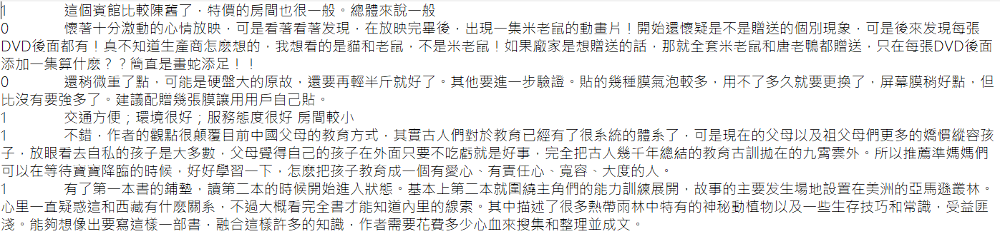 1 這個賓館比較陳舊了，特價的房間也很一般。總體來說一般
0 懷著十分激動的心情放映，可是看著看著发現，在放映完畢後，出現一集米老鼠的動畫片！開始還懷疑是不是贈送的個別現象，可是後來发現每張
DVD後面都有！真不知道生產商怎麽想的，我想看的是貓和老鼠，不是米老鼠！如果廠家是想贈送的話，那就全套米老鼠和唐老鴨都贈送，只在每張DVD後面
添加一集算什麽？？簡直是畫蛇添足！！
0 還稍微重了點，可能是硬盤大的原故，還要再輕半斤就好了。其他要進一步驗證。貼的幾種膜氣泡較多，用不了多久就要更換了，屏幕膜稍好點，但
比沒有要強多了。建議配贈幾張膜讓用用戶自己貼。
1 交通方便；環境很好；服務態度很好 房間較小
1 不錯，作者的觀點很顛覆目前中國父母的教育方式，其實古人們對於教育已經有了很系統的體系了，可是現在的父母以及祖父母們更多的嬌慣縱容孩
子，放眼看去自私的孩子是大多數，父母覺得自己的孩子在外面只要不吃虧就是好事，完全把古人幾千年總結的教育古訓拋在的九霄雲外。所以推薦準媽媽們
可以在等待寶寶降臨的時候，好好學習一下，怎麽把孩子教育成一個有愛心、有責任心、寬容、大度的人。
1 有了第一本書的鋪墊，讀第二本的時候開始進入狀態。基本上第二本就圍繞主角們的能力訓練展開，故事的主要发生場地設置在美洲的亞馬遜叢林。
心里一直疑惑這和西藏有什麽關系，不過大概看完全書才能知道內里的線索。其中描述了很多熱帶雨林中特有的神秘動植物以及一些生存技巧和常識，受益匪
淺。能夠想像出要寫這樣一部書，融合這樣許多的知識，作者需要花費多少心血來搜集和整理並成文。